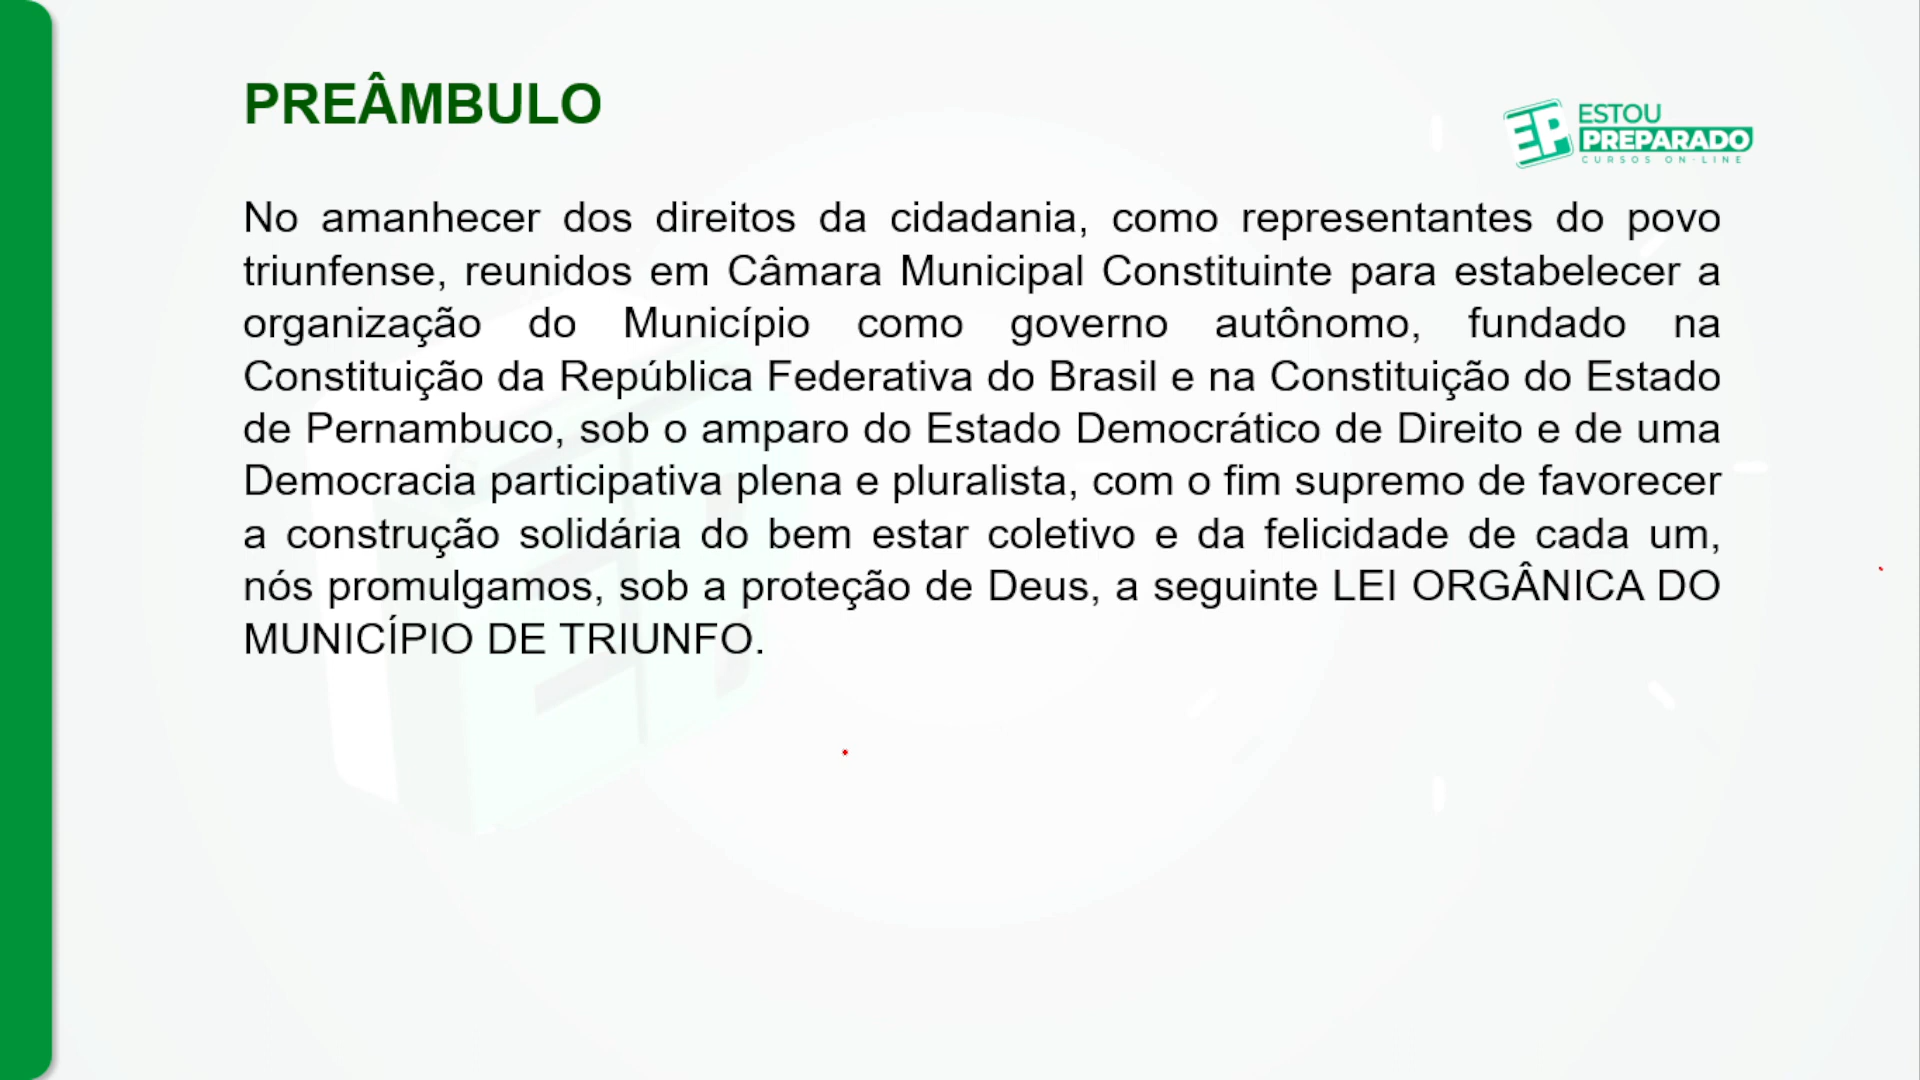 PREÂMBULO
ESTOU
PREPARADO
CURSOS ON-LINE
EP
No amanhecer dos direitos da cidadania, como representantes do povo
triunfense, reunidos em Câmara Municipal Constituinte para estabelecer a
organização do Município como governo autônomo, fundado na
Constituição da República Federativa do Brasil e na Constituição do Estado
de Pernambuco, sob o amparo do Estado Democrático de Direito e de uma
Democracia participativa plena e pluralista, com o fim supremo de favorecer
a construção solidária do bem estar coletivo e da felicidade de cada um,
nós promulgamos, sob a proteção de Deus, a seguinte LEI ORGÂNICA DO
MUNICÍPIO DE TRIUNFO.